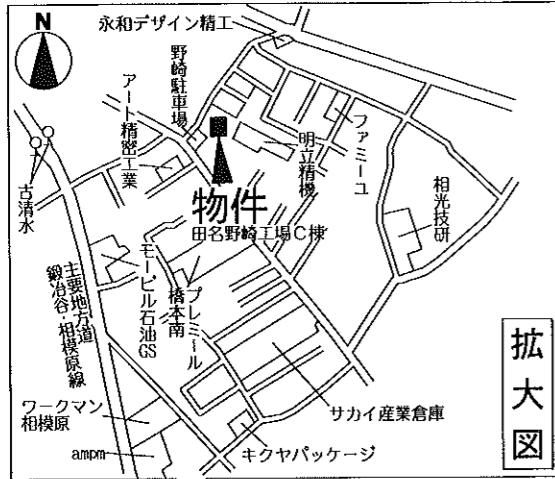 N
永和デザイン精工
野崎駐車場
アート精密工業
ファミーユ
明立精機
相光技研
古清水
物件
田名野崎工場C棟
主要地方道
鍛冶谷・相模原線
モービル石油GS
プレミール
橋本南
ワークマン
相模原
ampm
サカイ産業倉庫
キクヤパッケージ
拡大図